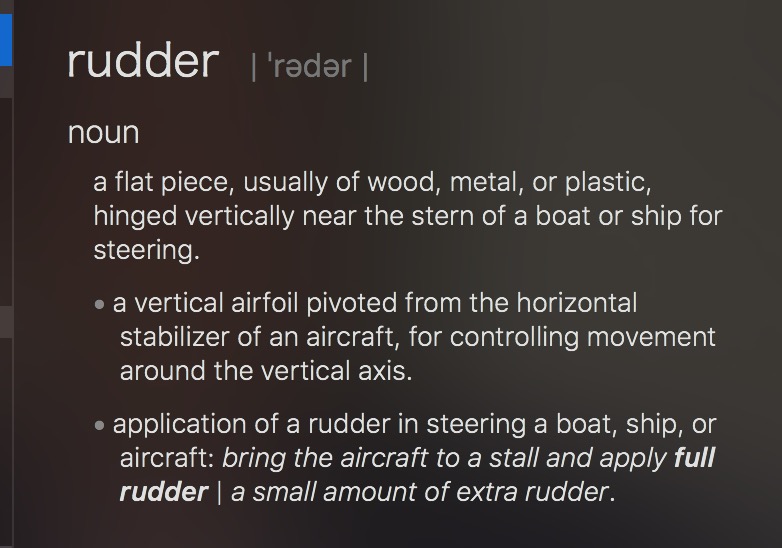 rudder | ˈrədər |
noun
a flat piece, usually of wood, metal, or plastic,
hinged vertically near the stern of a boat or ship for
steering.
• a vertical airfoil pivoted from the horizontal
stabilizer of an aircraft, for controlling movement
around the vertical axis.
• application of a rudder in steering a boat, ship, or
aircraft: bring the aircraft to a stall and apply full
rudder | a small amount of extra rudder.